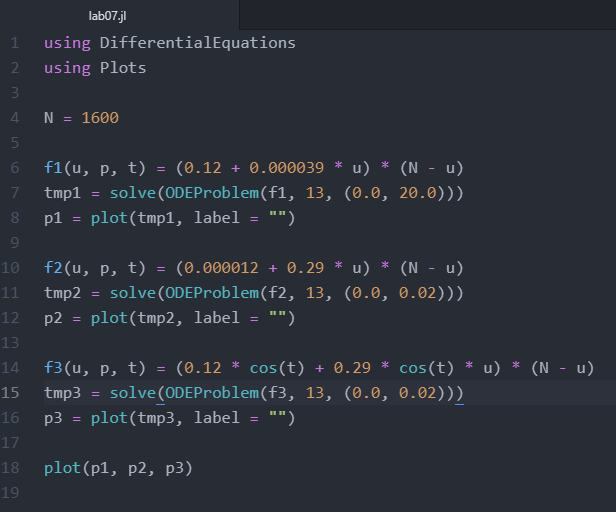 lab07.jl
1 using DifferentialEquations
2 using Plots
3
4 N = 1600
5
6 f1(u, p, t) = (0.12 + 0.000039 * u) * (N - u)
7 tmp1 = solve(ODEProblem(f1, 13, (0.0, 20.0)))
8 p1 = plot(tmp1, label = "")
9
10 f2(u, p, t) = (0.000012 + 0.29 * u) * (N - u)
11 tmp2 = solve(ODEProblem(f2, 13, (0.0, 0.02)))
12 p2 = plot(tmp2, label = "")
13
14 f3(u, p, t) = (0.12 * cos(t) + 0.29 * cos(t) * u) * (N - u)
15 tmp3 = solve(ODEProblem(f3, 13, (0.0, 0.02)))
16 p3 = plot(tmp3, label = "")
17
18 plot(p1, p2, p3)
19